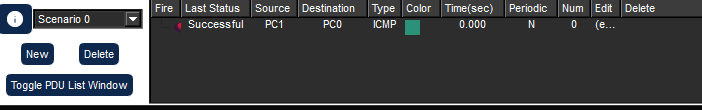 Scenario 0
New Delete
Toggle PDU List Window
Fire Last Status Source Destination Type Color Time(sec) Periodic Num Edit Delete
Successful PC1 PC0 ICMP 0.000 N 0 (e...